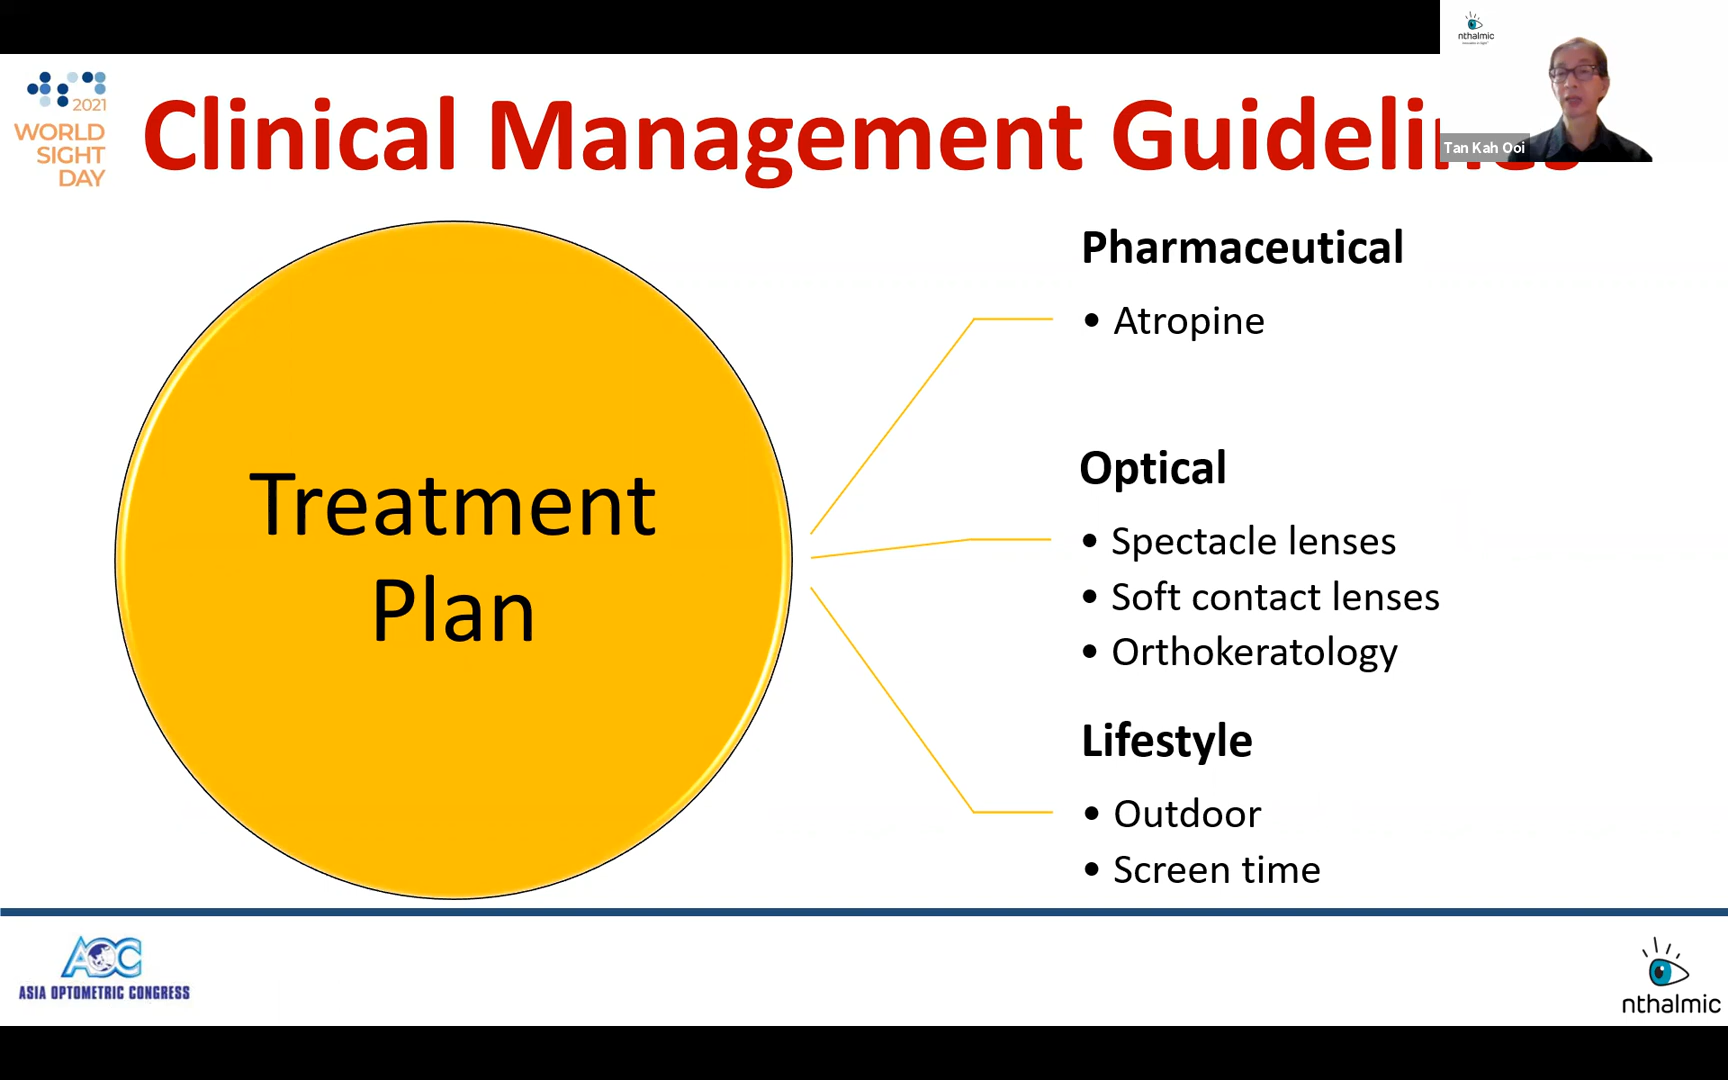 nthalmic
2021
WORLD
SIGHT
DAY
Clinical Management Guidelines
Tan Kah Ooi
Treatment
Plan
Pharmaceutical
• Atropine
Optical
• Spectacle lenses
• Soft contact lenses
• Orthokeratology
Lifestyle
• Outdoor
• Screen time
AOC
ASIA OPTOMETRIC CONGRESS
nthalmic